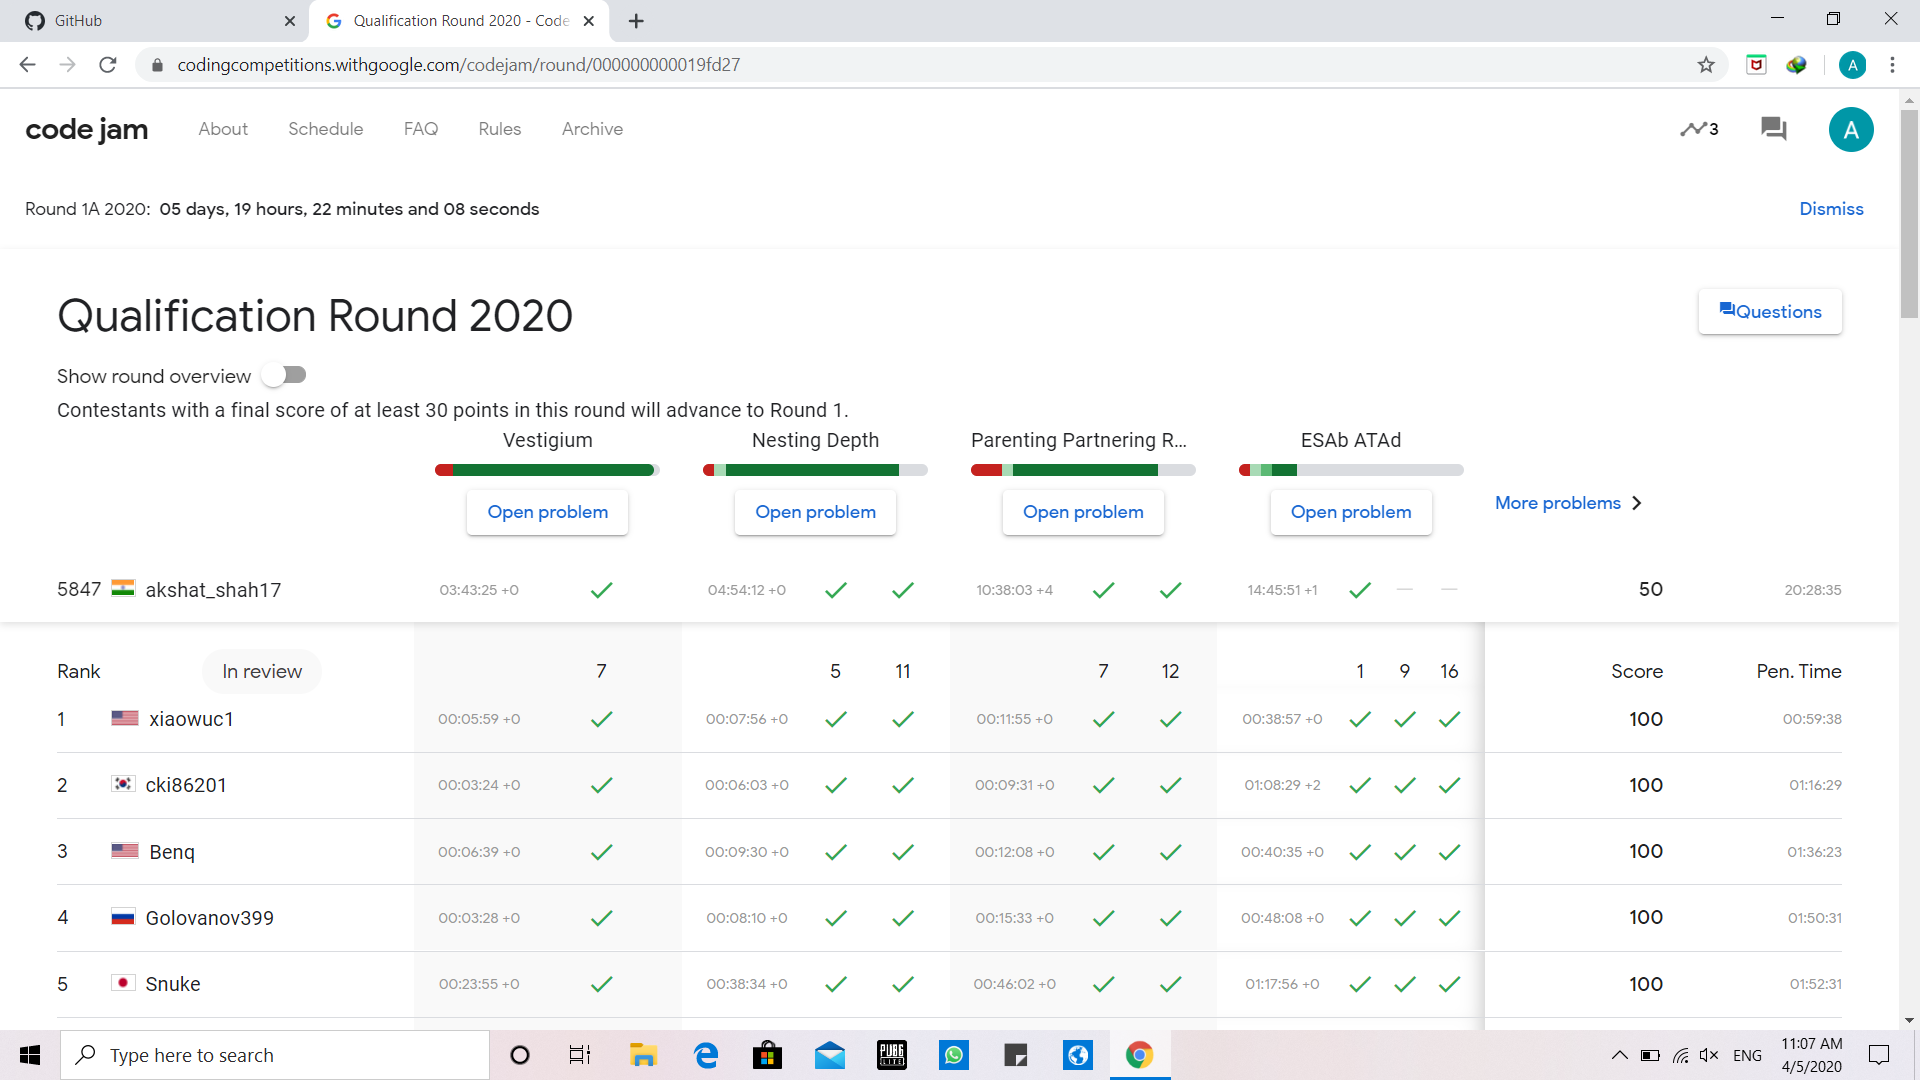 GitHub
Qualification Round 2020 - Code
codingcompetitions.withgoogle.com/codejam/round/000000000019fd27
A
code jam About Schedule FAQ Rules Archive 3 A
Round 1A 2020: 05 days, 19 hours, 22 minutes and 08 seconds Dismiss
Qualification Round 2020
Questions
Show round overview
Contestants with a final score of at least 30 points in this round will advance to Round 1.
Vestigium Nesting Depth Parenting Partnering R... ESAb ATAd
Open problem Open problem Open problem Open problem More problems
5847 akshat_shah17 03:43:25 +0 04:54:12 +0 10:38:03 +4 14:45:51 +1 50 20:28:35
Rank In review 7 5 11 7 12 1 9 16 Score Pen. Time
1 xiaowuc1 00:05:59 +0 00:07:56 +0 00:11:55 +0 00:38:57 +0 100 00:59:38
2 cki86201 00:03:24 +0 00:06:03 +0 00:09:31 +0 01:08:29 +2 100 01:16:29
3 Benq 00:06:39 +0 00:09:30 +0 00:12:08 +0 00:40:35 +0 100 01:36:23
4 Golovanov399 00:03:28 +0 00:08:10 +0 00:15:33 +0 00:48:08 +0 100 01:50:31
5 Snuke 00:23:55 +0 00:38:34 +0 00:46:02 +0 01:17:56 +0 100 01:52:31
Type here to search
PUBG
LITE
ENG
11:07 AM
4/5/2020